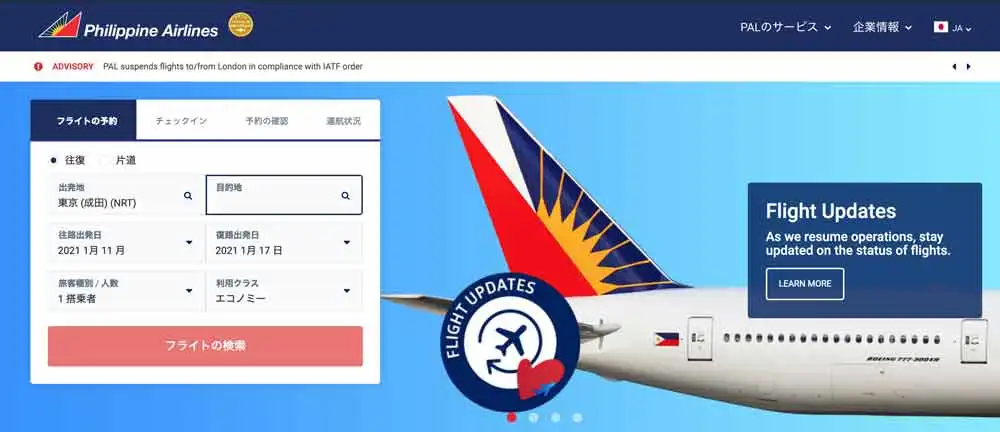 Philippine Airlines
PALのサービス
企業情報
JA
ADVISORY PAL suspends flights to/from London in compliance with IATF order
フライトの予約
チェックイン
予約の確認
運航状況
往復
片道
出発地
東京 (成田) (NRT)
目的地
往路出発日
2021 1月 11 月
復路出発日
2021 1月 17 日
旅客種別 / 人数
1 搭乗者
利用クラス
エコノミー
フライトの検索
FLIGHT UPDATES
Flight Updates
As we resume operations, stay
updated on the status of flights.
LEARN MORE
BOEING 777-300ER